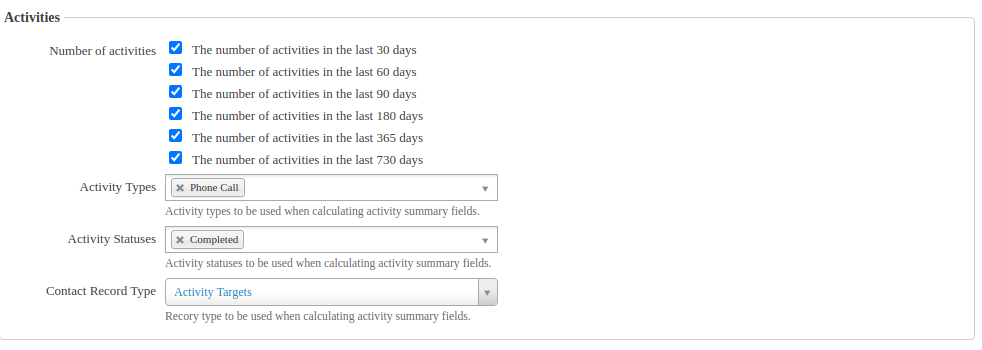 Activities
Number of activities
The number of activities in the last 30 days
The number of activities in the last 60 days
The number of activities in the last 90 days
The number of activities in the last 180 days
The number of activities in the last 365 days
The number of activities in the last 730 days
Activity Types
Phone Call
Activity types to be used when calculating activity summary fields.
Activity Statuses
Completed
Activity statuses to be used when calculating activity summary fields.
Contact Record Type
Activity Targets
Recory type to be used when calculating activity summary fields.